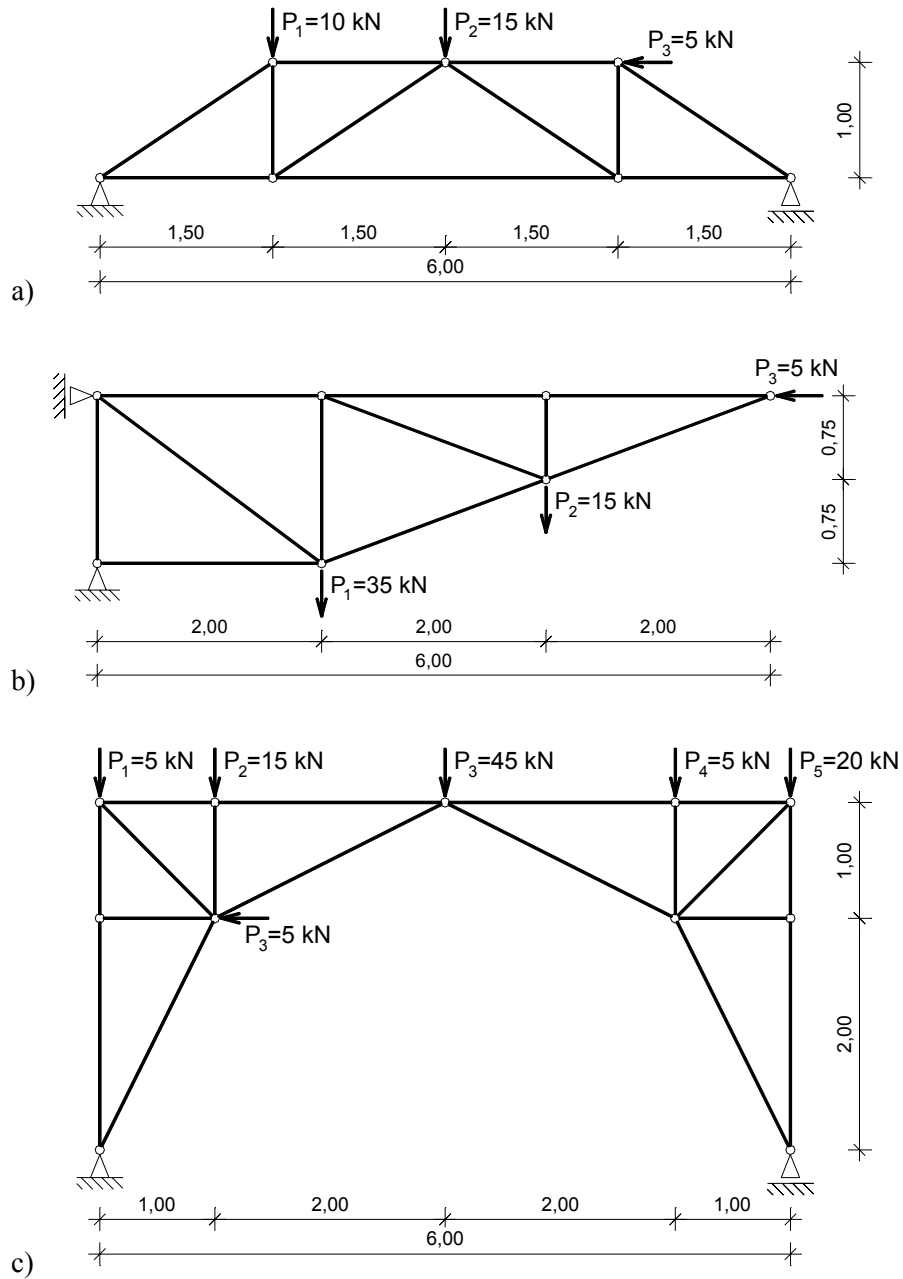 P1=10 kN P2=15 kN
P3=5 kN
1,00
1,50 1,50 1,50 1,50
6,00
a)
P3=5 kN
0,75
P2=15 kN
0,75
P1=35 kN
2,00 2,00 2,00
6,00
b)
P1=5 kN P2=15 kN P3=45 kN P4=5 kN P5=20 kN
1,00
P3=5 kN
2,00
1,00 2,00 2,00 1,00
6,00
c)